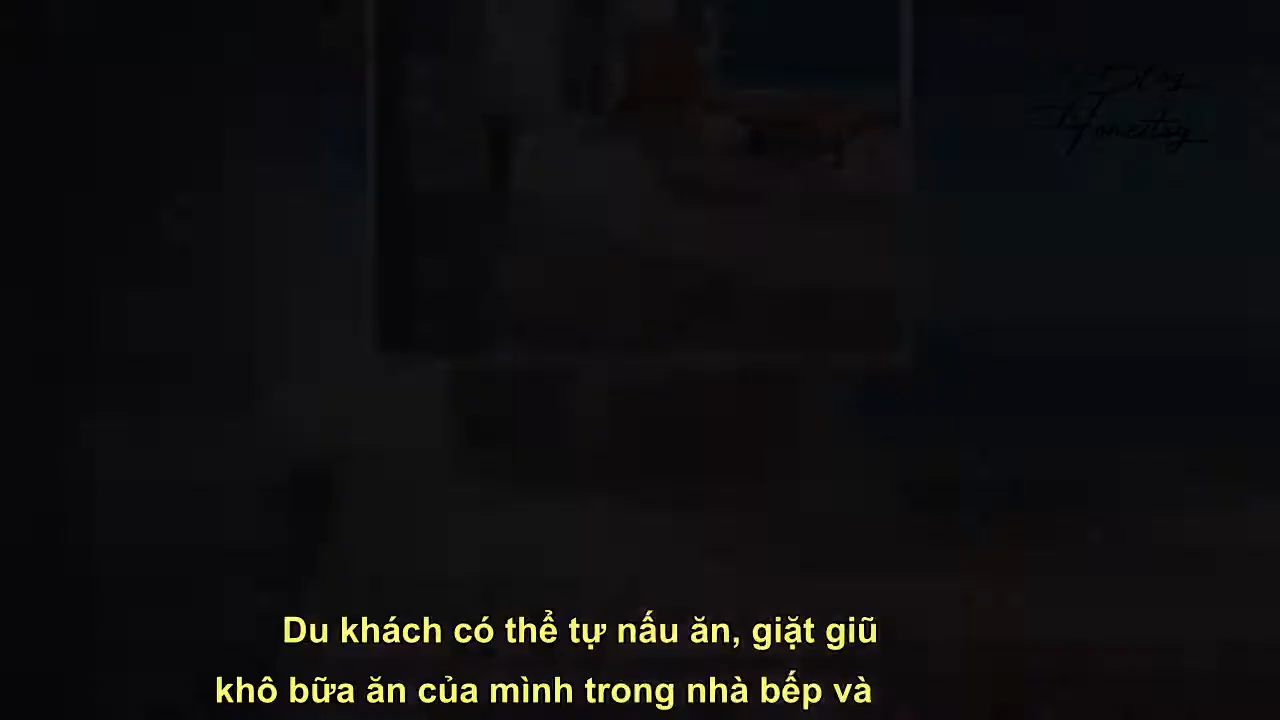 Du khách có thể tự nấu ăn, giặt giũ
khô bữa ăn của mình trong nhà bếp và